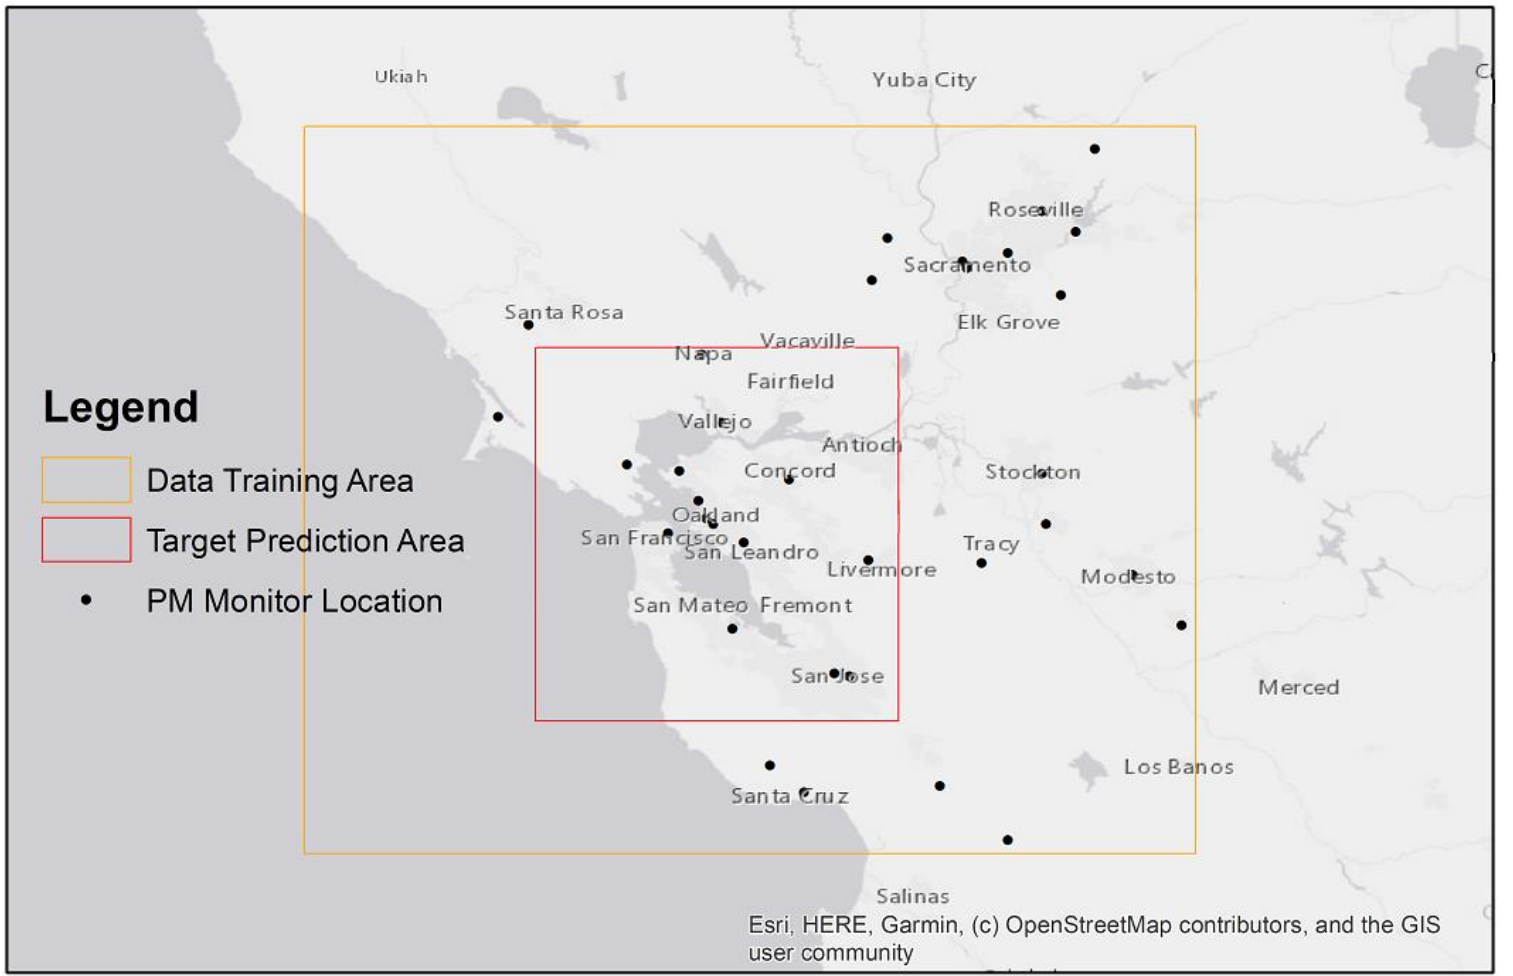 Ukiah
Yuba City
Roseville
Sacramento
Santa Rosa
Elk Grove
Vacaville
Napa
Fairfield
Legend
Vallejo
Antioch
Concord
Stockton
Data Training Area
Oakland
San Francisco
Target Prediction Area
Tracy
San Leandro
Livermore
Modesto
PM Monitor Location
San Mateo
Fremont
San Jose
Merced
Los Banos
Santa Cruz
Salinas
Esri, HERE, Garmin, (c) OpenStreetMap contributors, and the GIS
user community